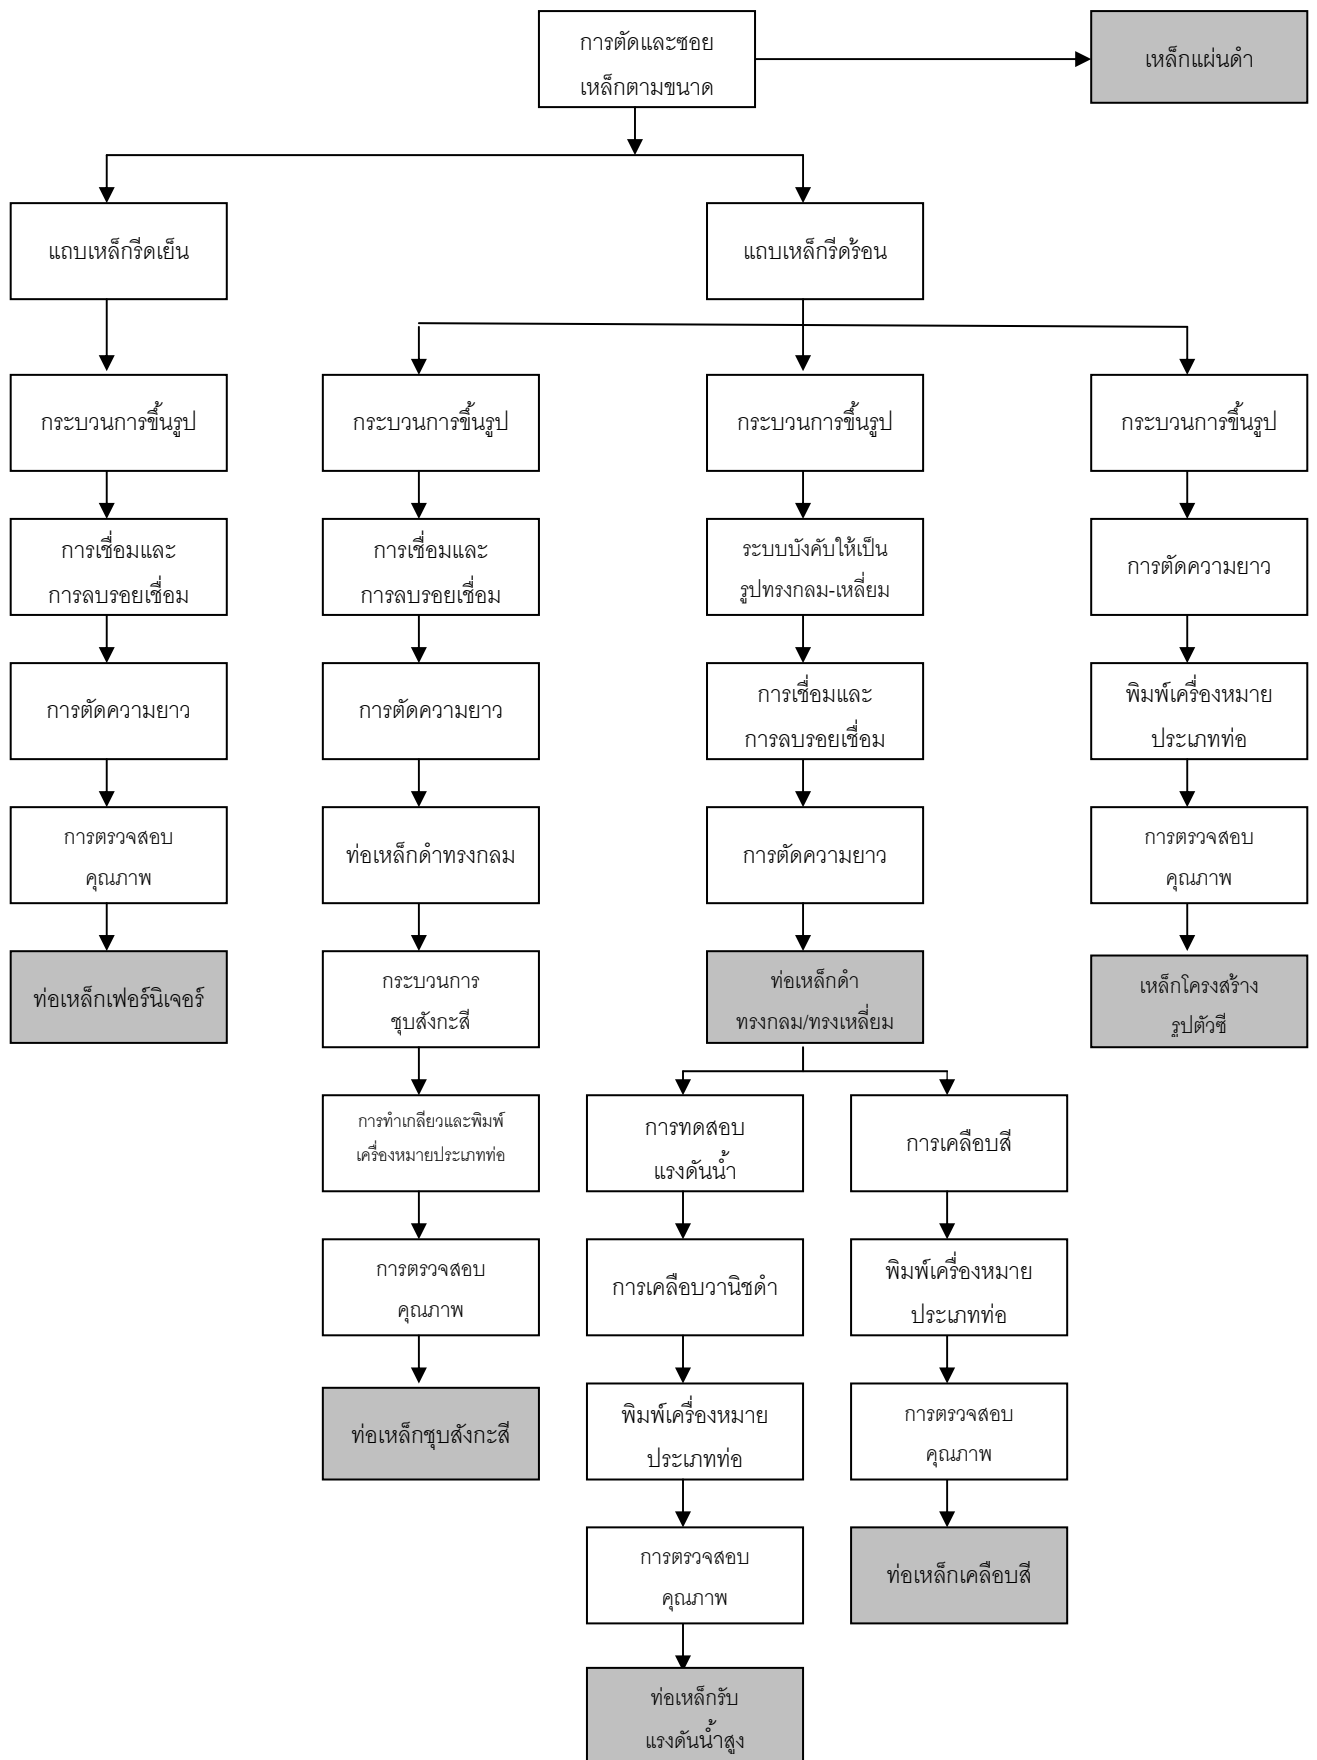 การตัดและซอย
เหล็กตามขนาด
เหล็กแผ่นดำ
แถบเหล็กรีดเย็น
แถบเหล็กรีดร้อน
กระบวนการขึ้นรูป
กระบวนการขึ้นรูป
กระบวนการขึ้นรูป
กระบวนการขึ้นรูป
การเชื่อมและ
การลบรอยเชื่อม
การเชื่อมและ
การลบรอยเชื่อม
ระบบบังคับให้เป็น
รูปทรงกลม-เหลี่ยม
การตัดความยาว
การตัดความยาว
การตัดความยาว
การเชื่อมและ
การลบรอยเชื่อม
พิมพ์เครื่องหมาย
ประเภทท่อ
การตรวจสอบ
คุณภาพ
ท่อเหล็กดำทรงกลม
การตัดความยาว
การตรวจสอบ
คุณภาพ
ท่อเหล็กเฟอร์นิเจอร์
กระบวนการ
ชุบสังกะสี
ท่อเหล็กดำ
ทรงกลม/ทรงเหลี่ยม
เหล็กโครงสร้าง
รูปตัวซี
การทำเกลียวและพิมพ์
เครื่องหมายประเภทท่อ
การทดสอบ
แรงดันน้ำ
การเคลือบสี
การตรวจสอบ
คุณภาพ
การเคลือบวานิชดำ
พิมพ์เครื่องหมาย
ประเภทท่อ
ท่อเหล็กชุบสังกะสี
พิมพ์เครื่องหมาย
ประเภทท่อ
การตรวจสอบ
คุณภาพ
การตรวจสอบ
คุณภาพ
ท่อเหล็กเคลือบสี
ท่อเหล็กรับ
แรงดันน้ำสูง